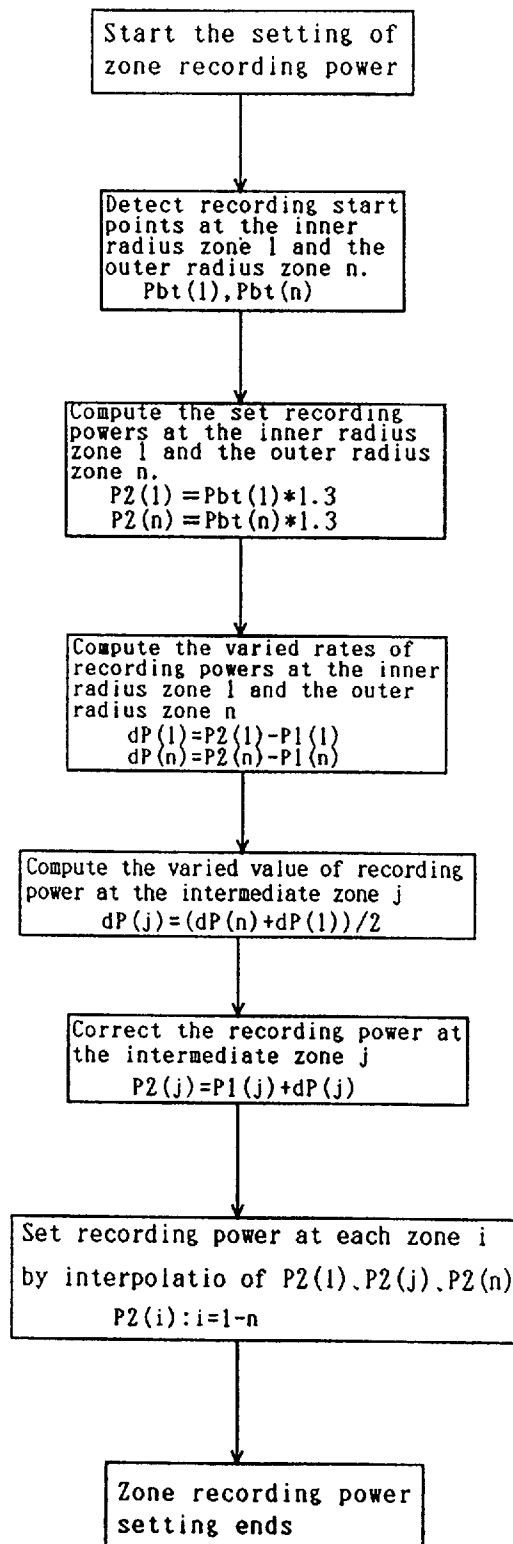 Start the setting of
zone recording power
Detect recording start
points at the inner
radius zone 1 and the
outer radius zone n.
Pbt(1),Pbt(n)
Compute the set recording
powers at the inner radius
zone 1 and the outer radius
zone n.
P2(1)=Pbt(1)*1.3
P2(n)=Pbt(n)*1.3
Compute the varied rates of
recording powers at the inner
radius zone 1 and the outer
radius zone n
dP(1)=P2(1)-P1(1)
dP(n)=P2(n)-P1(n)
Compute the varied value of recording
power at the intermediate zone j
dP(j)=(dP(n)+dP(1))/2
Correct the recording power at
the intermediate zone j
P2(j)=P1(j)+dP(j)
Set recording power at each zone i
by interpolatio of P2(1)､P2(j)､P2(n)
P2(i):i=1-n
Zone recording power
setting ends